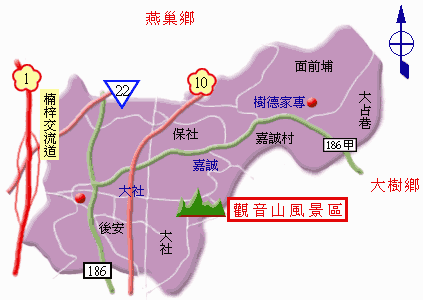 燕巢鄉
1
22
10
面前埔
楠梓交流道
樹德家專
大占巷
保社
嘉誠村
186甲
嘉誠
大社
大樹鄉
觀音山風景區
後安
大社
186